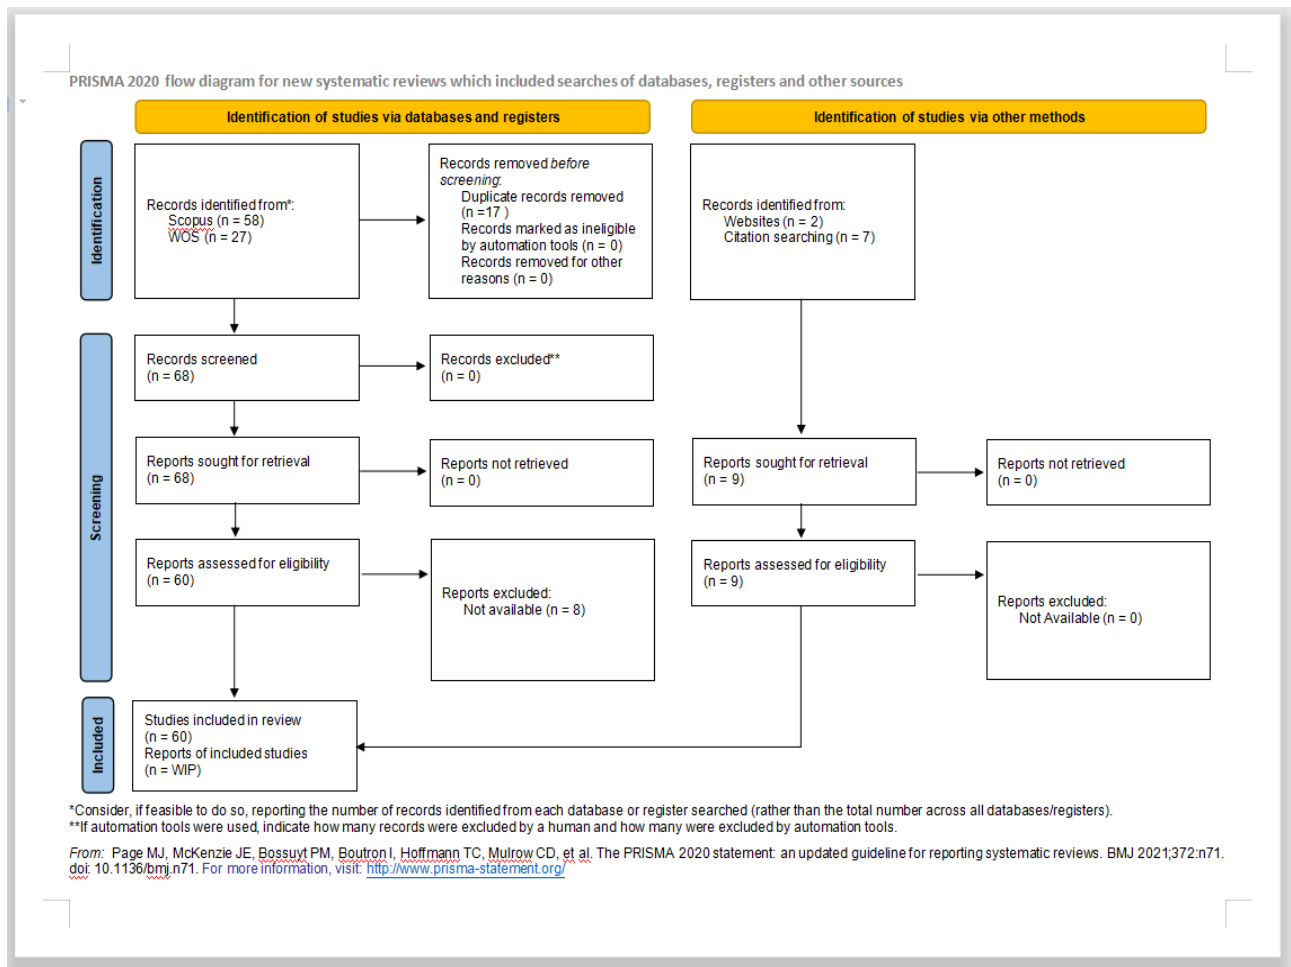 PRISMA 2020 flow diagram for new systematic reviews which included searches of databases, registers and other sources
Identification of studies via databases and registers
Identification of studies via other methods
Identification
Records identified from*:
Scopus (n = 58)
WOS (n = 27)
Records removed before
screening:
Duplicate records removed
(n =17 )
Records marked as ineligible
by automation tools (n = 0)
Records removed for other
reasons (n = 0)
Records identified from:
Websites (n = 2)
Citation searching (n = 7)
Screening
Records screened
(n = 68)
Records excluded**
(n = 0)
Reports sought for retrieval
(n = 68)
Reports not retrieved
(n = 0)
Reports sought for retrieval
(n = 9)
Reports not retrieved
(n = 0)
Reports assessed for eligibility
(n = 60)
Reports excluded:
Not available (n = 8)
Reports assessed for eligibility
(n = 9)
Reports excluded:
Not Available (n = 0)
Included
Studies included in review
(n = 60)
Reports of included studies
(n = WIP)
*Consider, if feasible to do so, reporting the number of records identified from each database or register searched (rather than the total number across all databases/registers).
**If automation tools were used, indicate how many records were excluded by a human and how many were excluded by automation tools.
From: Page MJ, McKenzie JE, Bossuyt PM, Boutron I, Hoffmann TC, Mulrow CD, et al. The PRISMA 2020 statement: an updated guideline for reporting systematic reviews. BMJ 2021;372:n71.
doi: 10.1136/bmj.n71. For more information, visit: http://www.prisma-statement.org/